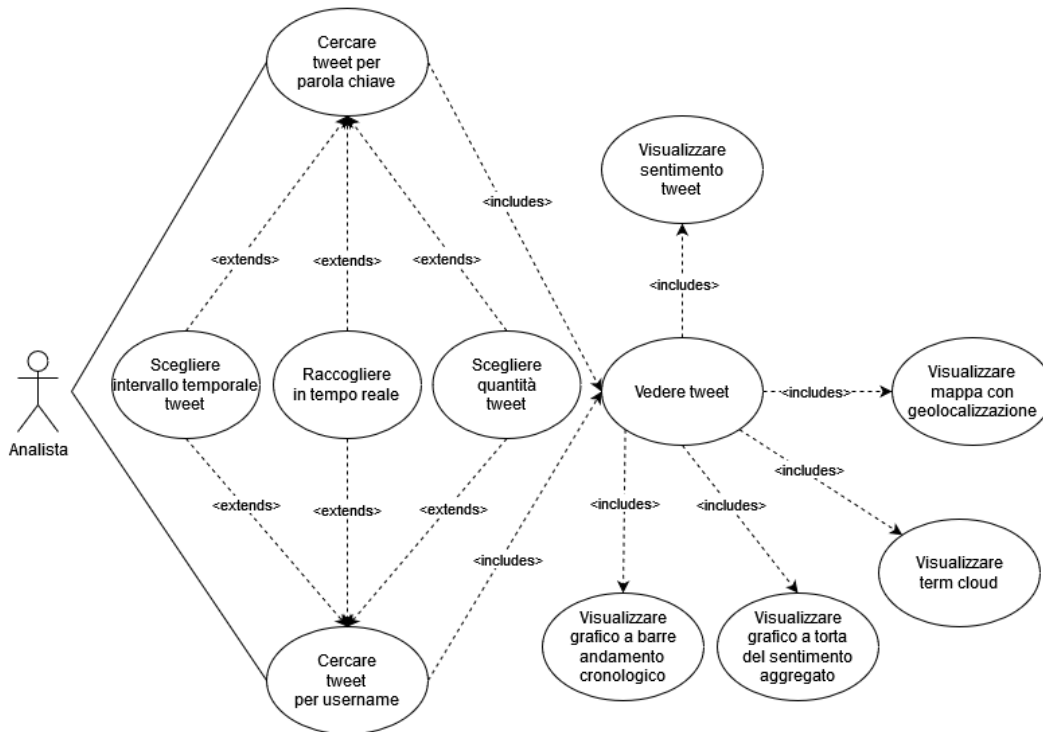 Cercare
tweet per
parola chiave
Visualizzare
sentimento
tweet
<includes>
<extends>
<extends>
<extends>
<includes>
Analista
Scegliere
intervallo temporale
tweet
Raccogliere
in tempo reale
Scegliere
quantità
tweet
Vedere tweet
<includes>
Visualizzare
mappa con
geolocalizzazione
<extends>
<extends>
<extends>
<includes>
<includes>
<includes>
<includes>
Visualizzare
term cloud
Cercare
tweet
per username
Visualizzare
grafico a barre
andamento
cronologico
Visualizzare
grafico a torta
del sentimento
aggregato